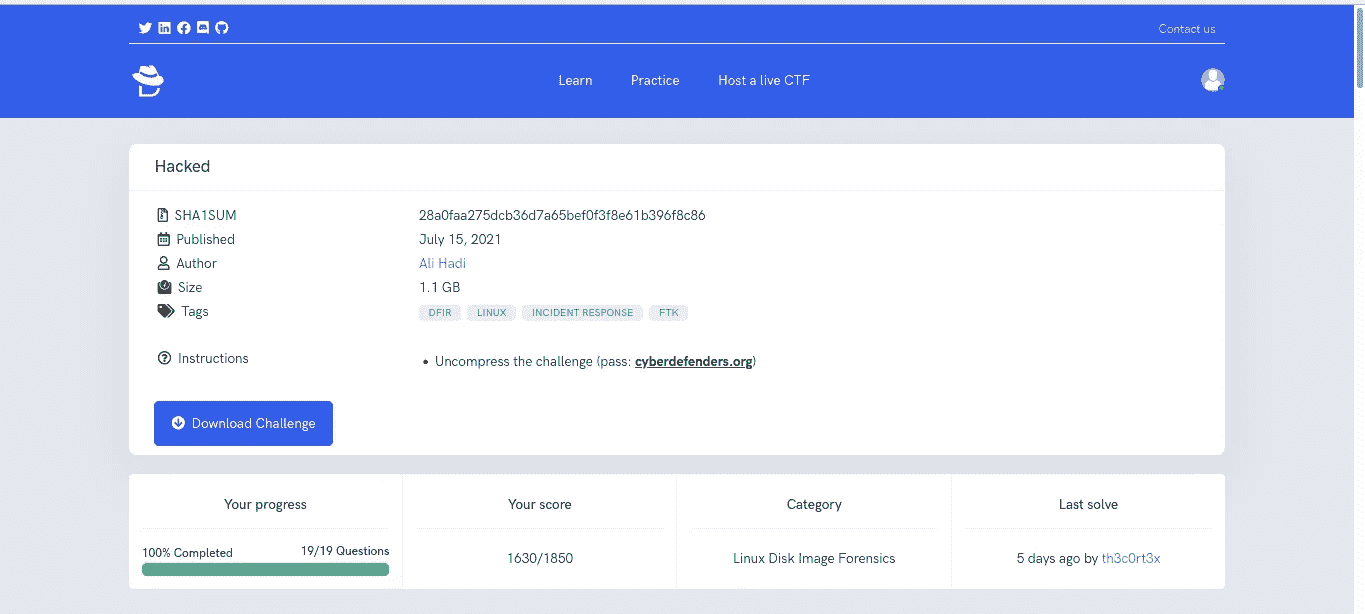 Contact us
Learn Practice Host a live CTF
Hacked
SHA1SUM 28a0faa275dcb36d7a65bef0f3f8e61b396f8c86
Published July 15, 2021
Author Ali Hadi
Size 1.1 GB
Tags DFIR LINUX INCIDENT RESPONSE FTK
Instructions • Uncompress the challenge (pass: cyberdefenders.org)
Download Challenge
Your progress Your score Category Last solve
100% Completed 19/19 Questions 1630/1850 Linux Disk Image Forensics 5 days ago by th3c0rt3x